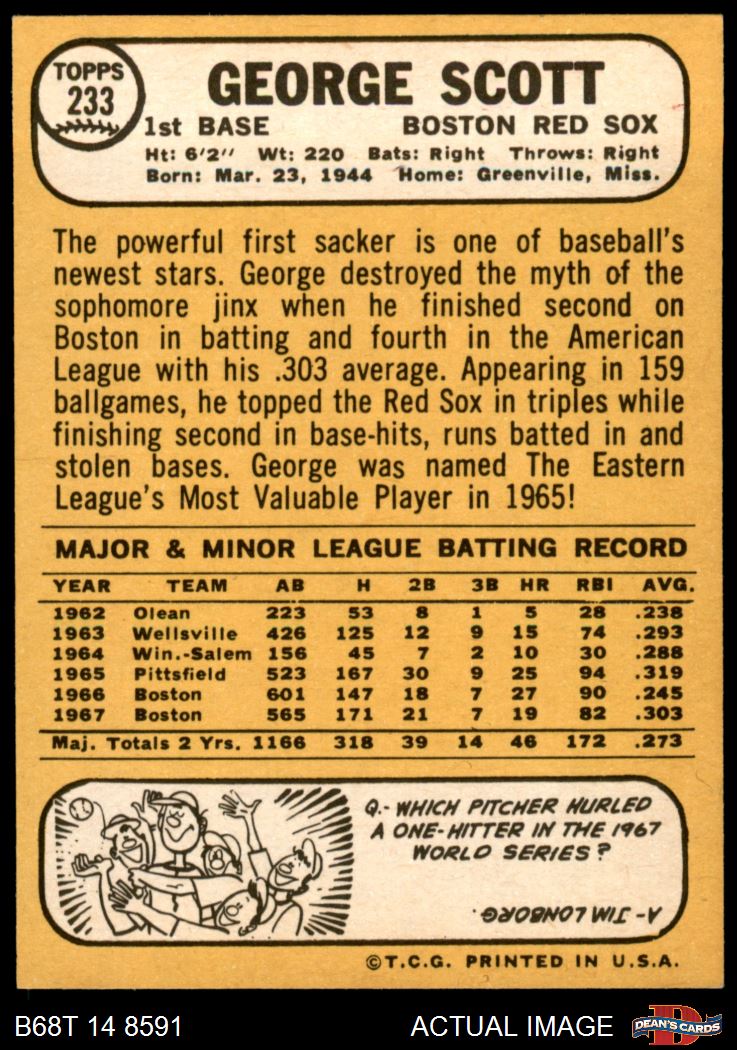 TOPPS
233
GEORGE SCOTT
1st BASE BOSTON RED SOX
Ht: 6'2'' Wt: 220 Bats: Right Throws: Right
Born: Mar. 23, 1944 Home: Greenville, Miss.
The powerful first sacker is one of baseball's
newest stars. George destroyed the myth of the
sophomore jinx when he finished second on
Boston in batting and fourth in the American
League with his .303 average. Appearing in 159
ballgames, he topped the Red Sox in triples while
finishing second in base-hits, runs batted in and
stolen bases. George was named The Eastern
League's Most Valuable Player in 1965!
MAJOR & MINOR LEAGUE BATTING RECORD
YEAR TEAM AB H 2B 3B HR RBI AVG.
1962 Olean 223 53 8 1 5 28 .238
1963 Wellsville 426 125 12 9 15 74 .293
1964 Win.-Salem 156 45 7 2 10 30 .288
1965 Pittsfield 523 167 30 9 25 94 .319
1966 Boston 601 147 18 7 27 90 .245
1967 Boston 565 171 21 7 19 82 .303
Maj. Totals 2 Yrs. 1166 318 39 14 46 172 .273
Q.- WHICH PITCHER HURLED
A ONE-HITTER IN THE 1967
WORLD SERIES?
A- JIM LONBORG.
©T.C.G. PRINTED IN U.S.A.
B68T 14 8591 ACTUAL IMAGE DEAN'S CARDS